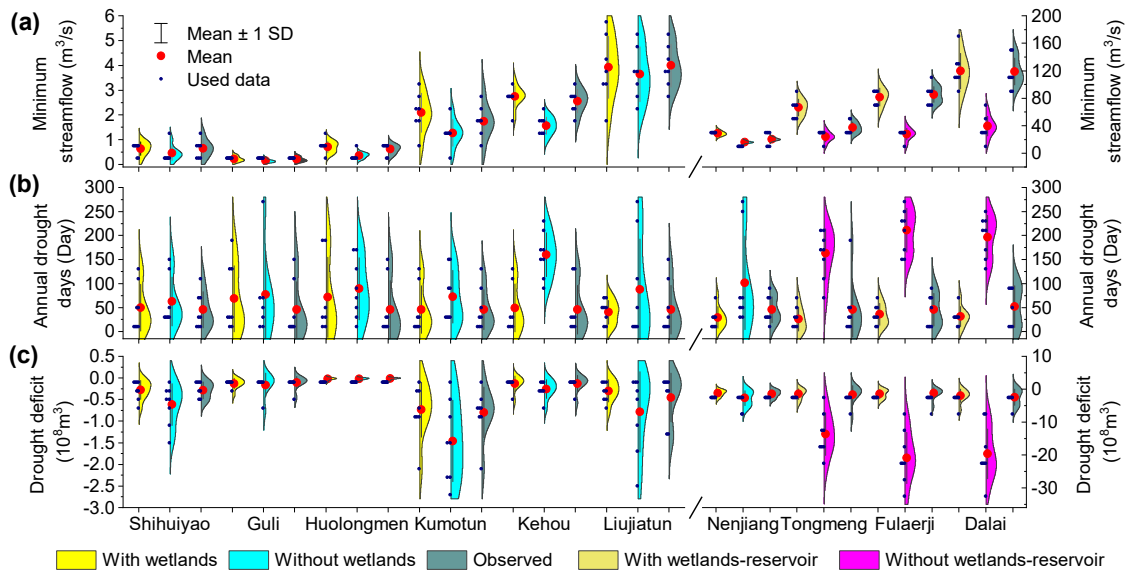 (a)
Mean ± 1 SD
Mean
Used data
Minimum
streamflow (m³/s)
6
5
4
3
2
1
0
200
160
120
80
40
0
Minimum
streamflow (m³/s)
(b)
Annual drought
days (Day)
300
250
200
150
100
50
0
300
250
200
150
100
50
0
Annual drought
days (Day)
(c)
Drought deficit
(10⁸m³)
0.5
0.0
-0.5
-1.0
-1.5
-2.0
-2.5
-3.0
10
0
-10
-20
-30
Drought deficit
(10⁸m³)
Shihuiyao Guli Huolongmen Kumotun Kehou Liujiatun Nenjiang Tongmeng Fulaerji Dalai
With wetlands Without wetlands Observed With wetlands-reservoir Without wetlands-reservoir